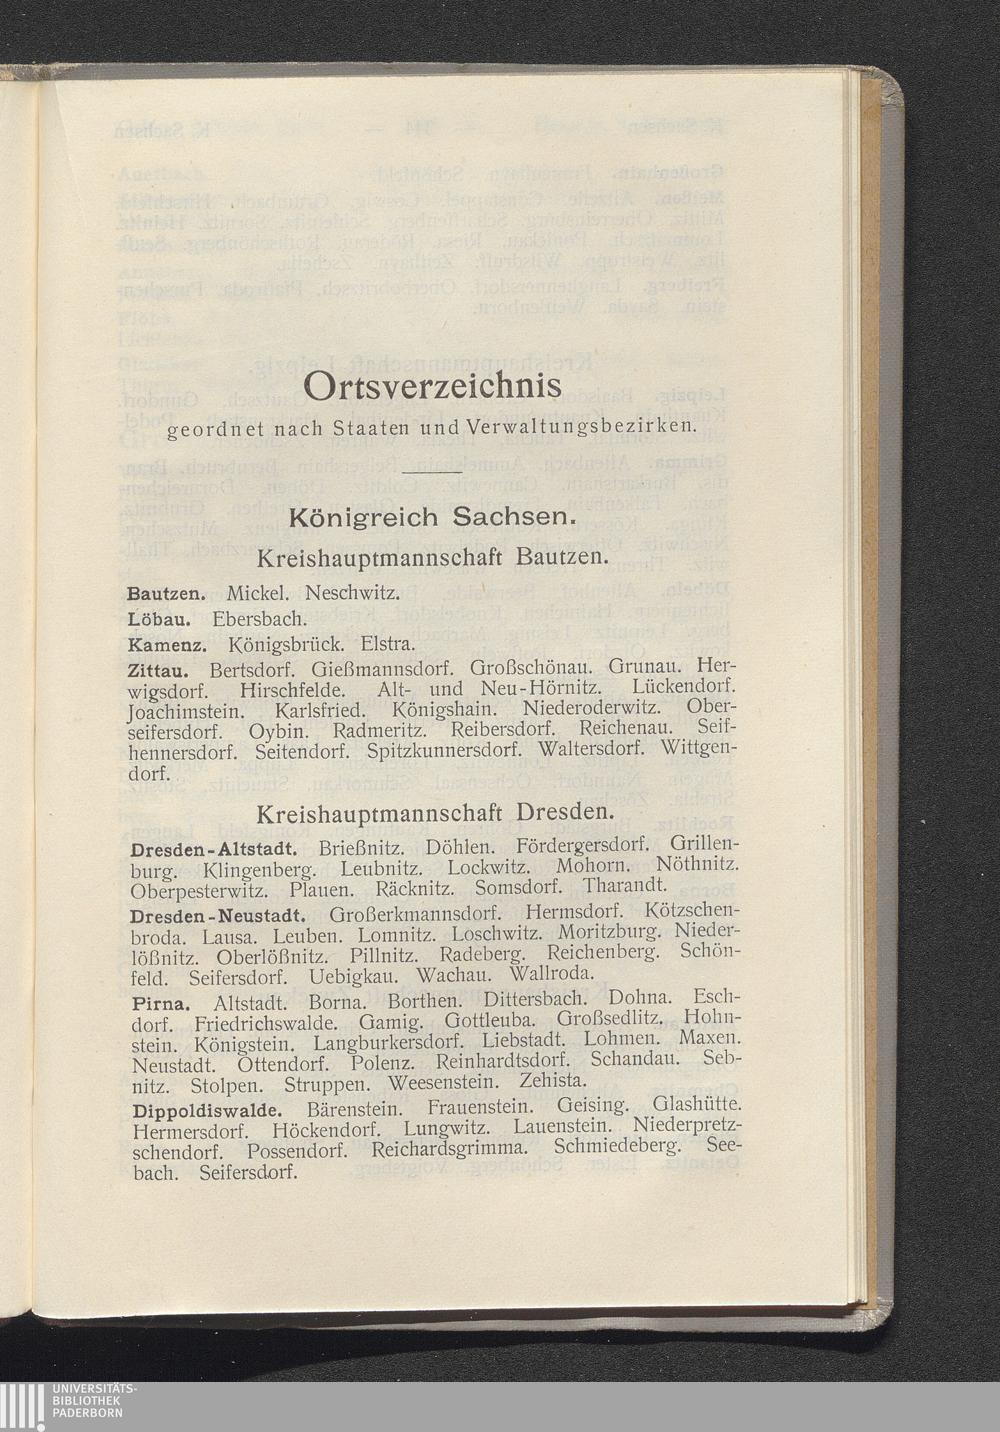 Ortsverzeichnis
geordnet nach Staaten und Verwaltungsbezirken.
Königreich Sachsen.
Kreishauptmannschaft Bautzen.
Bautzen. Mickel. Neschwitz.
Löbau. Ebersbach.
Kamenz. Königsbrück. Elstra.
Zittau. Bertsdorf. Gießmannsdorf. Großschönau. Grunau. Her-
wigsdorf. Hirschfelde. Alt- und Neu-Hörnitz. Lückendorf.
Joachimstein. Karlsfried. Königshain. Niederoderwitz. Ober-
seifersdorf. Oybin. Radmeritz. Reibersdorf. Reichenau. Seif-
hennersdorf. Seitendorf. Spitzkunnersdorf. Waltersdorf. Wittgen-
dorf.
Kreishauptmannschaft Dresden.
Dresden-Altstadt. Brießnitz. Döhlen. Fördergersdorf. Grillen-
burg. Klingenberg. Leubnitz. Lockwitz. Mohorn. Nöthnitz.
Oberpesterwitz. Plauen. Räcknitz. Somsdorf. Tharandt.
Dresden-Neustadt. Großerkmannsdorf. Hermsdorf. Kötzschen-
broda. Lausa. Leuben. Lomnitz. Loschwitz. Moritzburg. Nieder-
lößnitz. Oberlößnitz. Pillnitz. Radeberg. Reichenberg. Schön-
feld. Seifersdorf. Uebigkau. Wachau. Wallroda.
Pirna. Altstadt. Borna. Borthen. Dittersbach. Dohna. Esch-
dorf. Friedrichswalde. Gamig. Gottleuba. Großsedlitz. Hohn-
stein. Königstein. Langburkersdorf. Liebstadt. Lohmen. Maxen.
Neustadt. Ottendorf. Polenz. Reinhardtsdorf. Schandau. Seb-
nitz. Stolpen. Struppen. Weesenstein. Zehista.
Dippoldiswalde. Bärenstein. Frauenstein. Geising. Glashütte.
Hermersdorf. Höckendorf. Lungwitz. Lauenstein. Niederpretz-
schendorf. Possendorf. Reichardsgrimma. Schmiedeberg. See-
bach. Seifersdorf.
UNIVERSITÄTS-
BIBLIOTHEK
PADERBORN